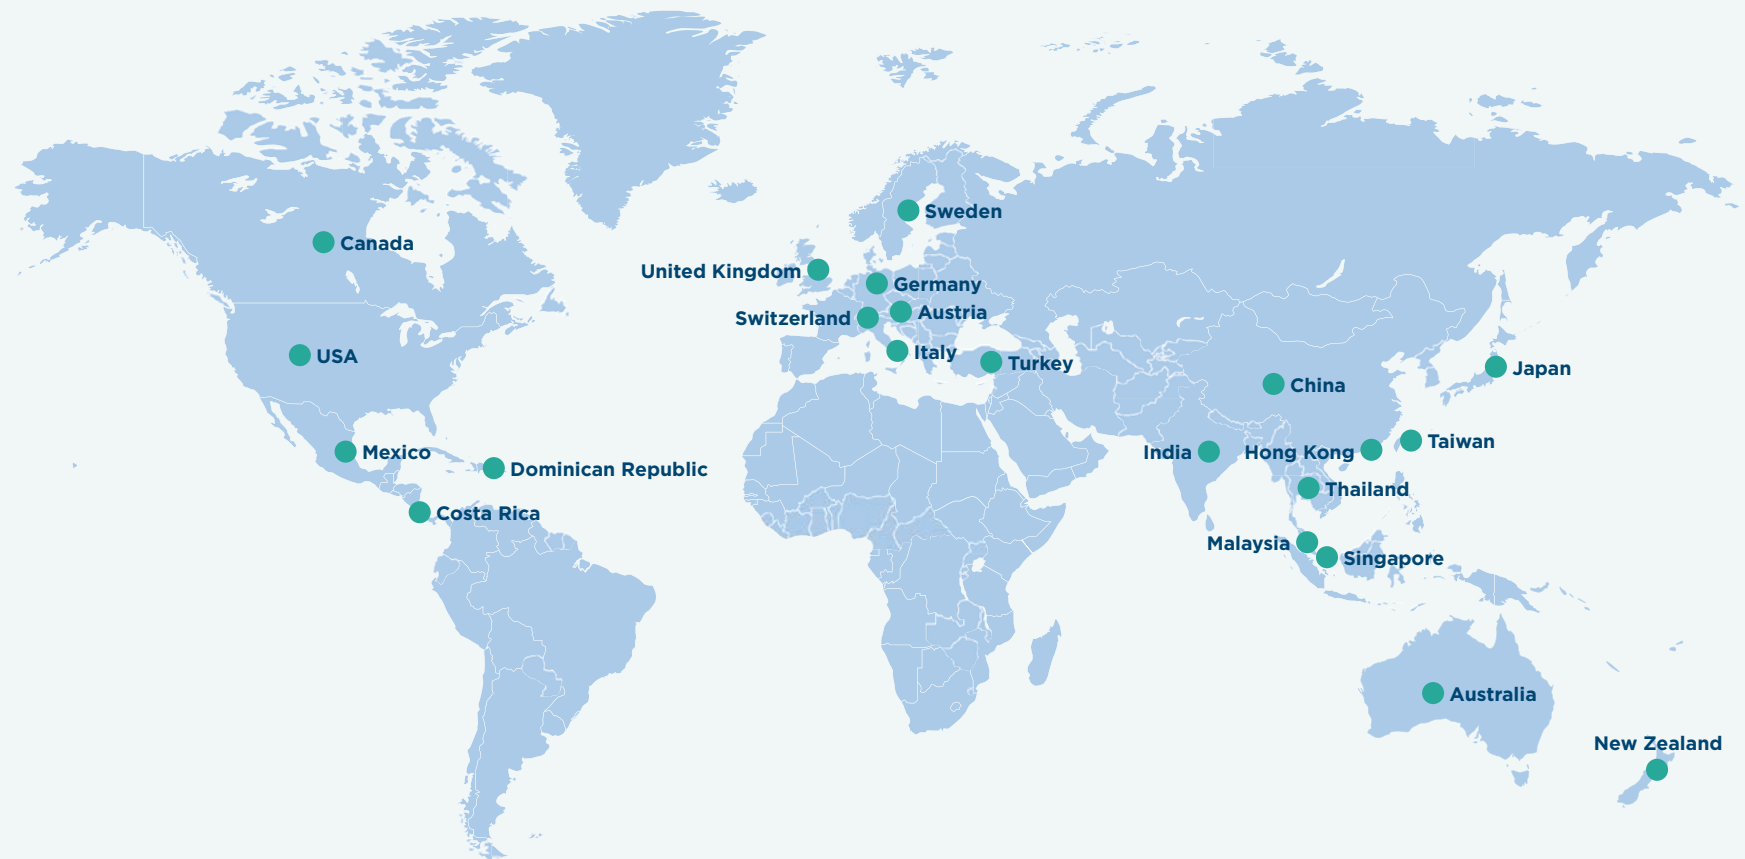 Sweden
Canada
United Kingdom
Germany
Austria
Switzerland
Italy
USA
Turkey
Japan
China
Taiwan
Mexico
India
Hong Kong
Dominican Republic
Thailand
Costa Rica
Malaysia
Singapore
Australia
New Zealand